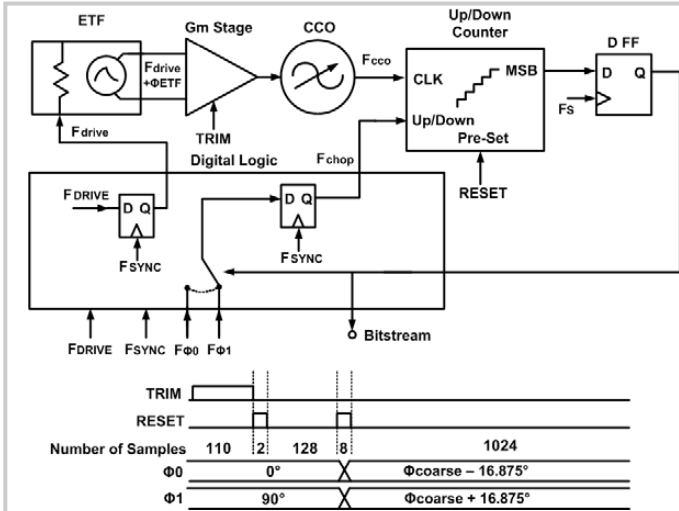 ETF
Gm Stage
CCO
Up/Down
Counter
D FF
Fdrive
+ΦETF
Fcco
CLK
MSB
D Q
Up/Down
Pre-Set
FS
TRIM
Fdrive
Digital Logic
Fchop
RESET
FDRIVE
D Q
D Q
FSYNC
FSYNC
FDRIVE
FSYNC
FΦ0
FΦ1
Bitstream
TRIM
RESET
Number of Samples 110 2 128 8 1024
Φ0 0° Φcoarse – 16.875°
Φ1 90° Φcoarse + 16.875°